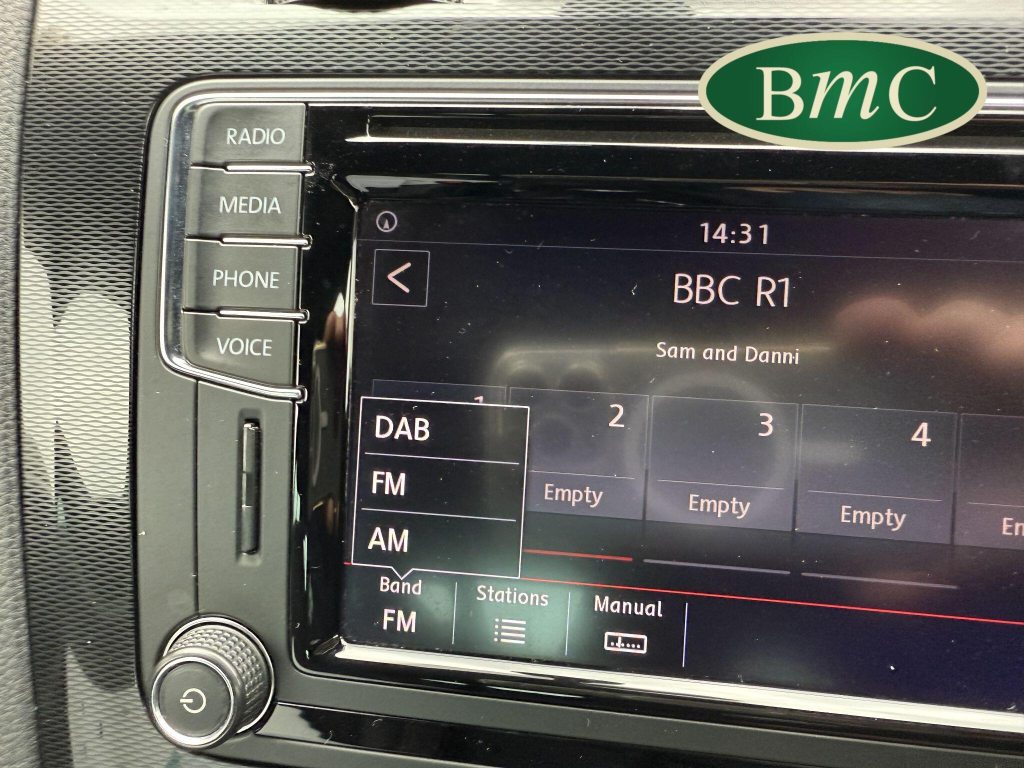 BmC
RADIO
MEDIA
PHONE
VOICE
14:31
BBC R1
Sam and Danni
1
2
3
4
Empty
Empty
Empty
DAB
FM
AM
Band
FM
Stations
Manual